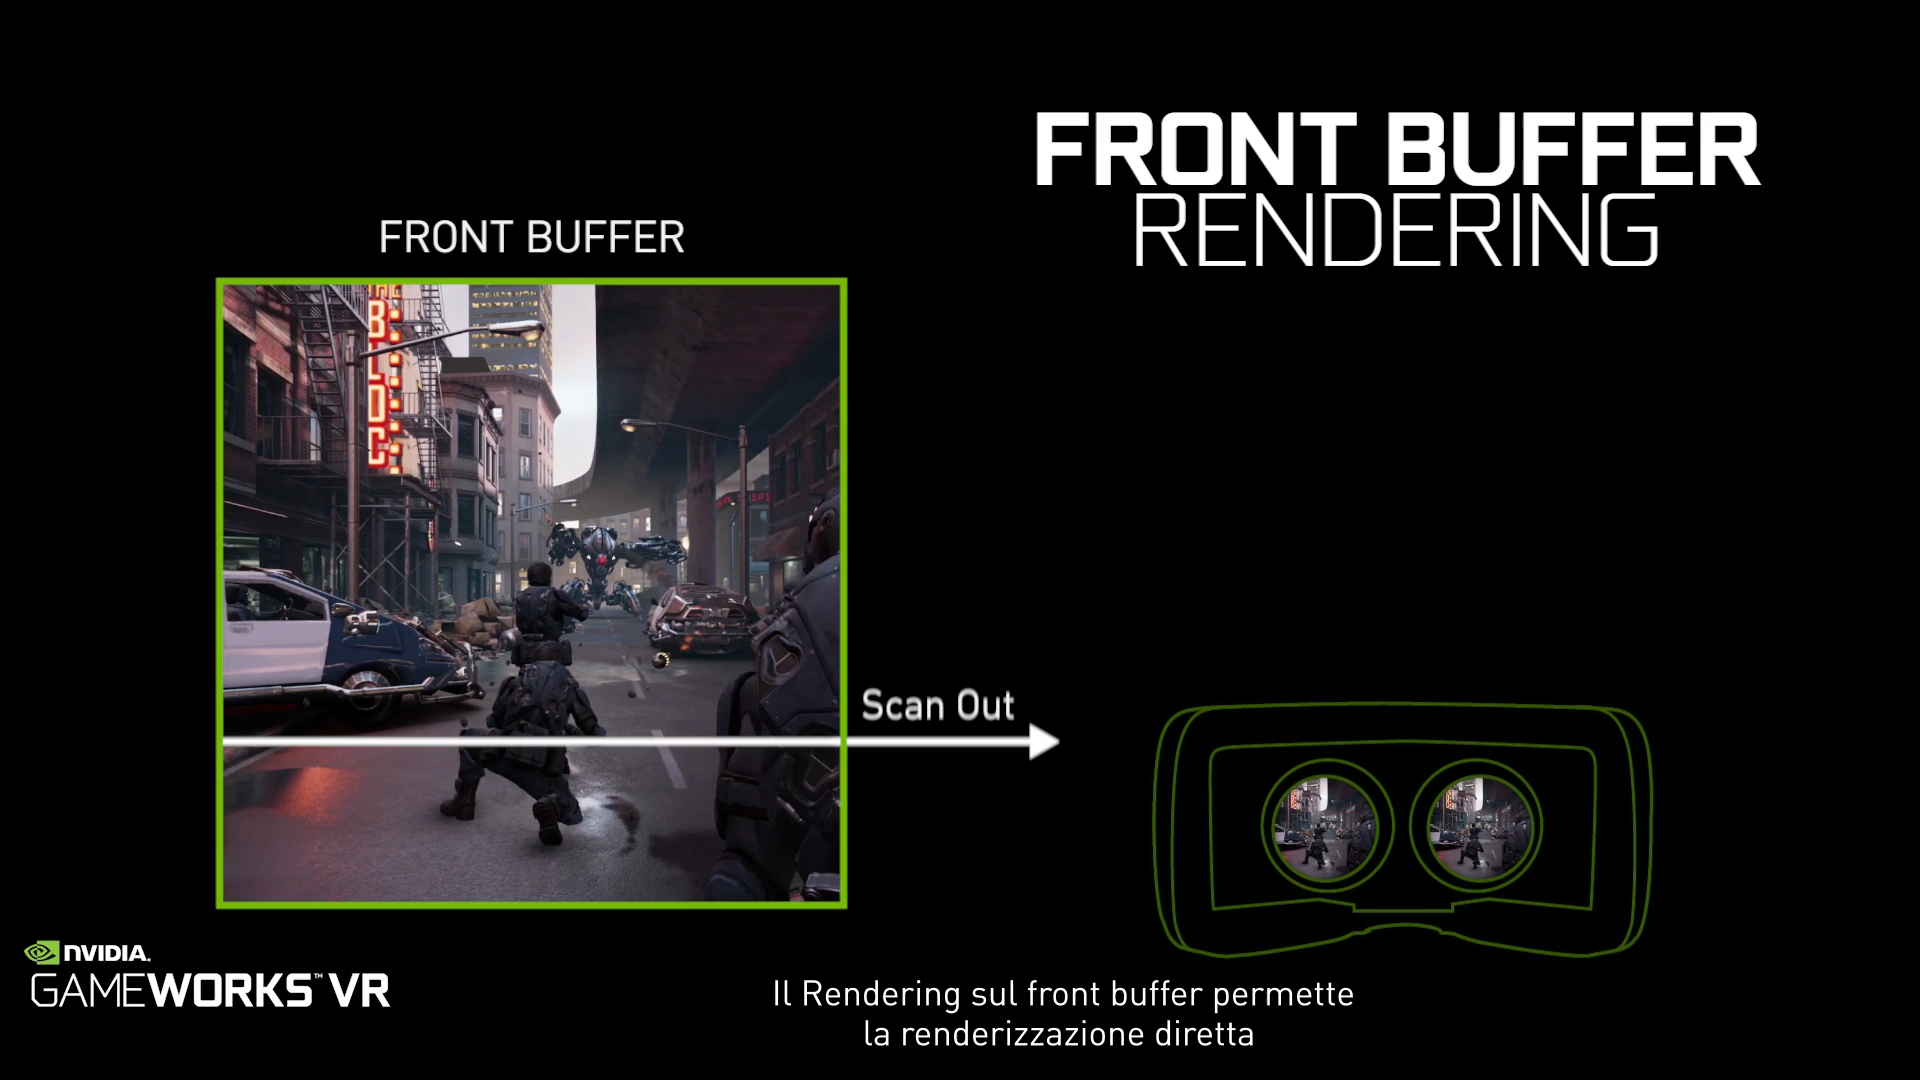 FRONT BUFFER
RENDERING
FRONT BUFFER
Scan Out
NVIDIA.
GAMEWORKS™ VR
Il Rendering sul front buffer permette
la renderizzazione diretta